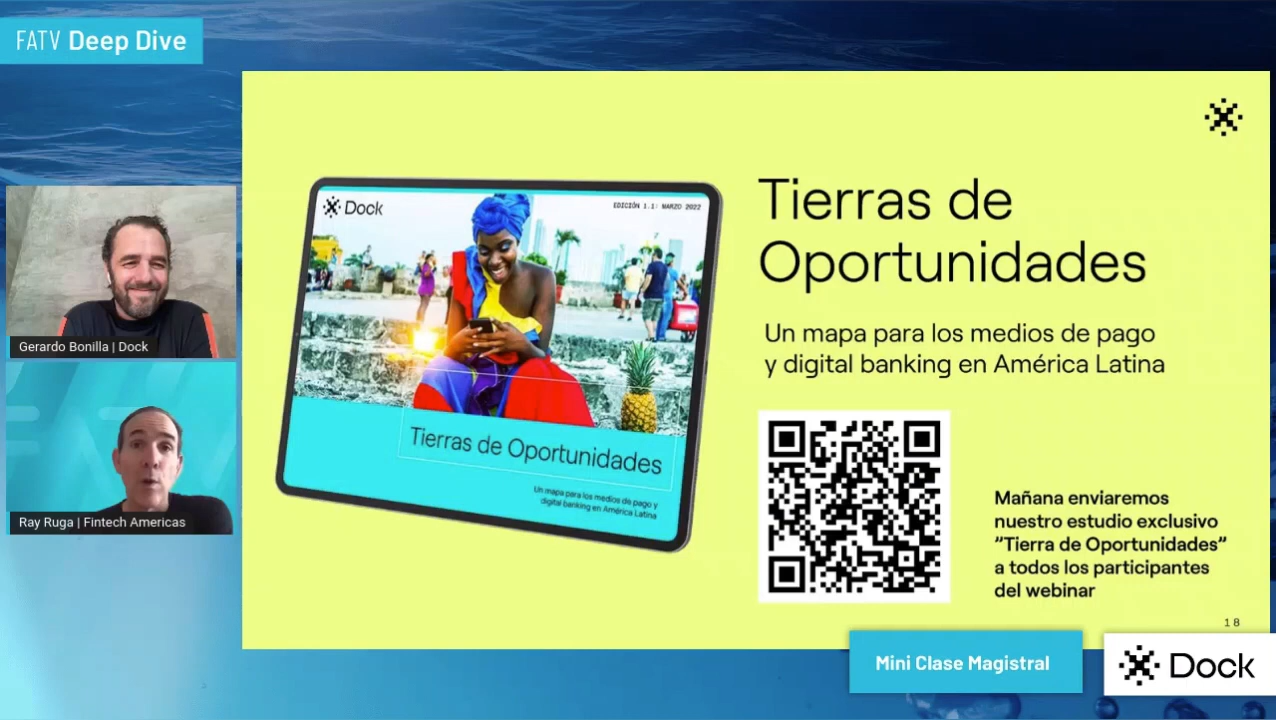 FATV Deep Dive
Gerardo Bonilla | Dock
Ray Ruga | Fintech Americas
Dock
EDICIÓN 1.1: MARZO 2022
Tierras de Oportunidades
Un mapa para los medios de pago y
digital banking en América Latina
Tierras de
Oportunidades
Un mapa para los medios de pago
y digital banking en América Latina
Mañana enviaremos
nuestro estudio exclusivo
“Tierra de Oportunidades”
a todos los participantes
del webinar
18
Mini Clase Magistral
Dock